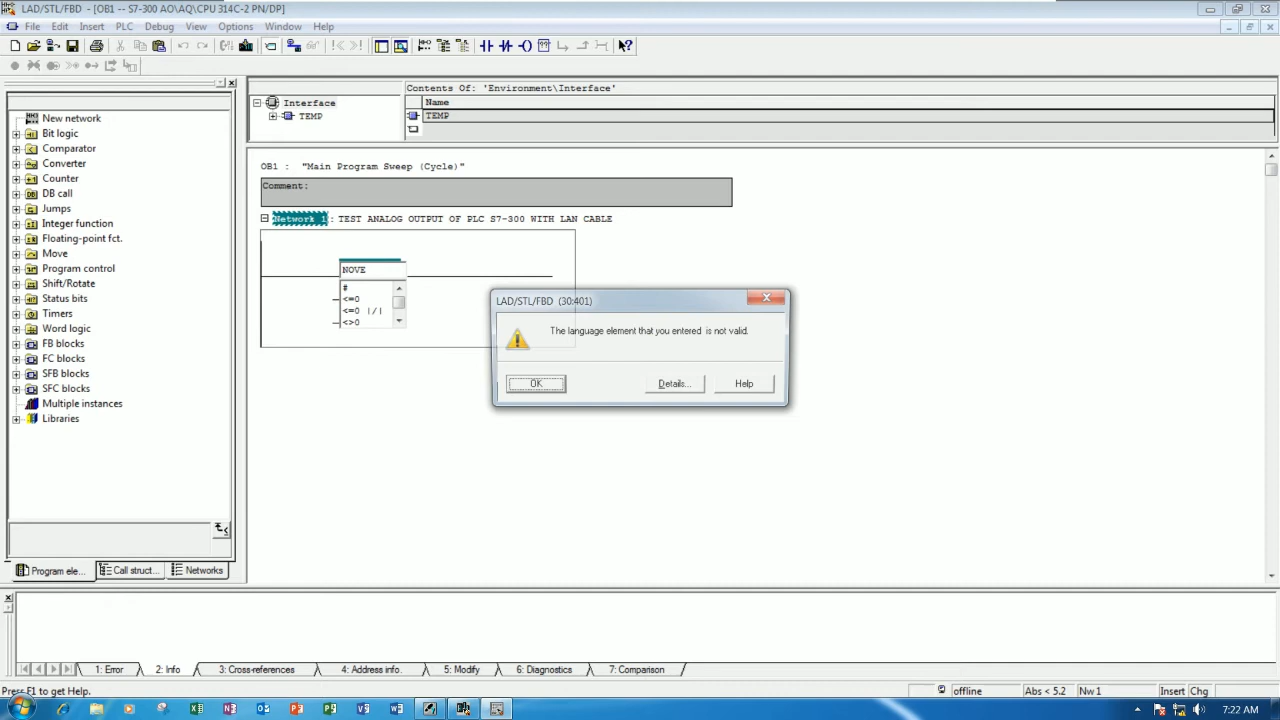 LAD/STL/FBD - [OB1 -- S7-300 AO\AQ\CPU 314C-2 PN/DP]
File Edit Insert PLC Debug View Options Window Help
Contents Of: 'Environment\Interface'
Interface
Name
TEMP
TEMP
New network
Bit logic
Comparator
Converter
Counter
DB call
Jumps
Integer function
Floating-point fct.
Move
Program control
Shift/Rotate
Status bits
Timers
Word logic
FB blocks
FC blocks
SFB blocks
SFC blocks
Multiple instances
Libraries
OB1 : "Main Program Sweep (Cycle)"
Comment:
Network 1: TEST ANALOG OUTPUT OF PLC S7-300 WITH LAN CABLE
NOVE
#
<=0
<=0 |/|
<>0
LAD/STL/FBD (30:401)
The language element that you entered is not valid.
OK Details... Help
Program ele... Call struct... Networks
1: Error 2: Info 3: Cross-references 4: Address info. 5: Modify 6: Diagnostics 7: Comparison
Press F1 to get Help.
offline Abs < 5.2 Nw 1 Insert Chg
7:22 AM